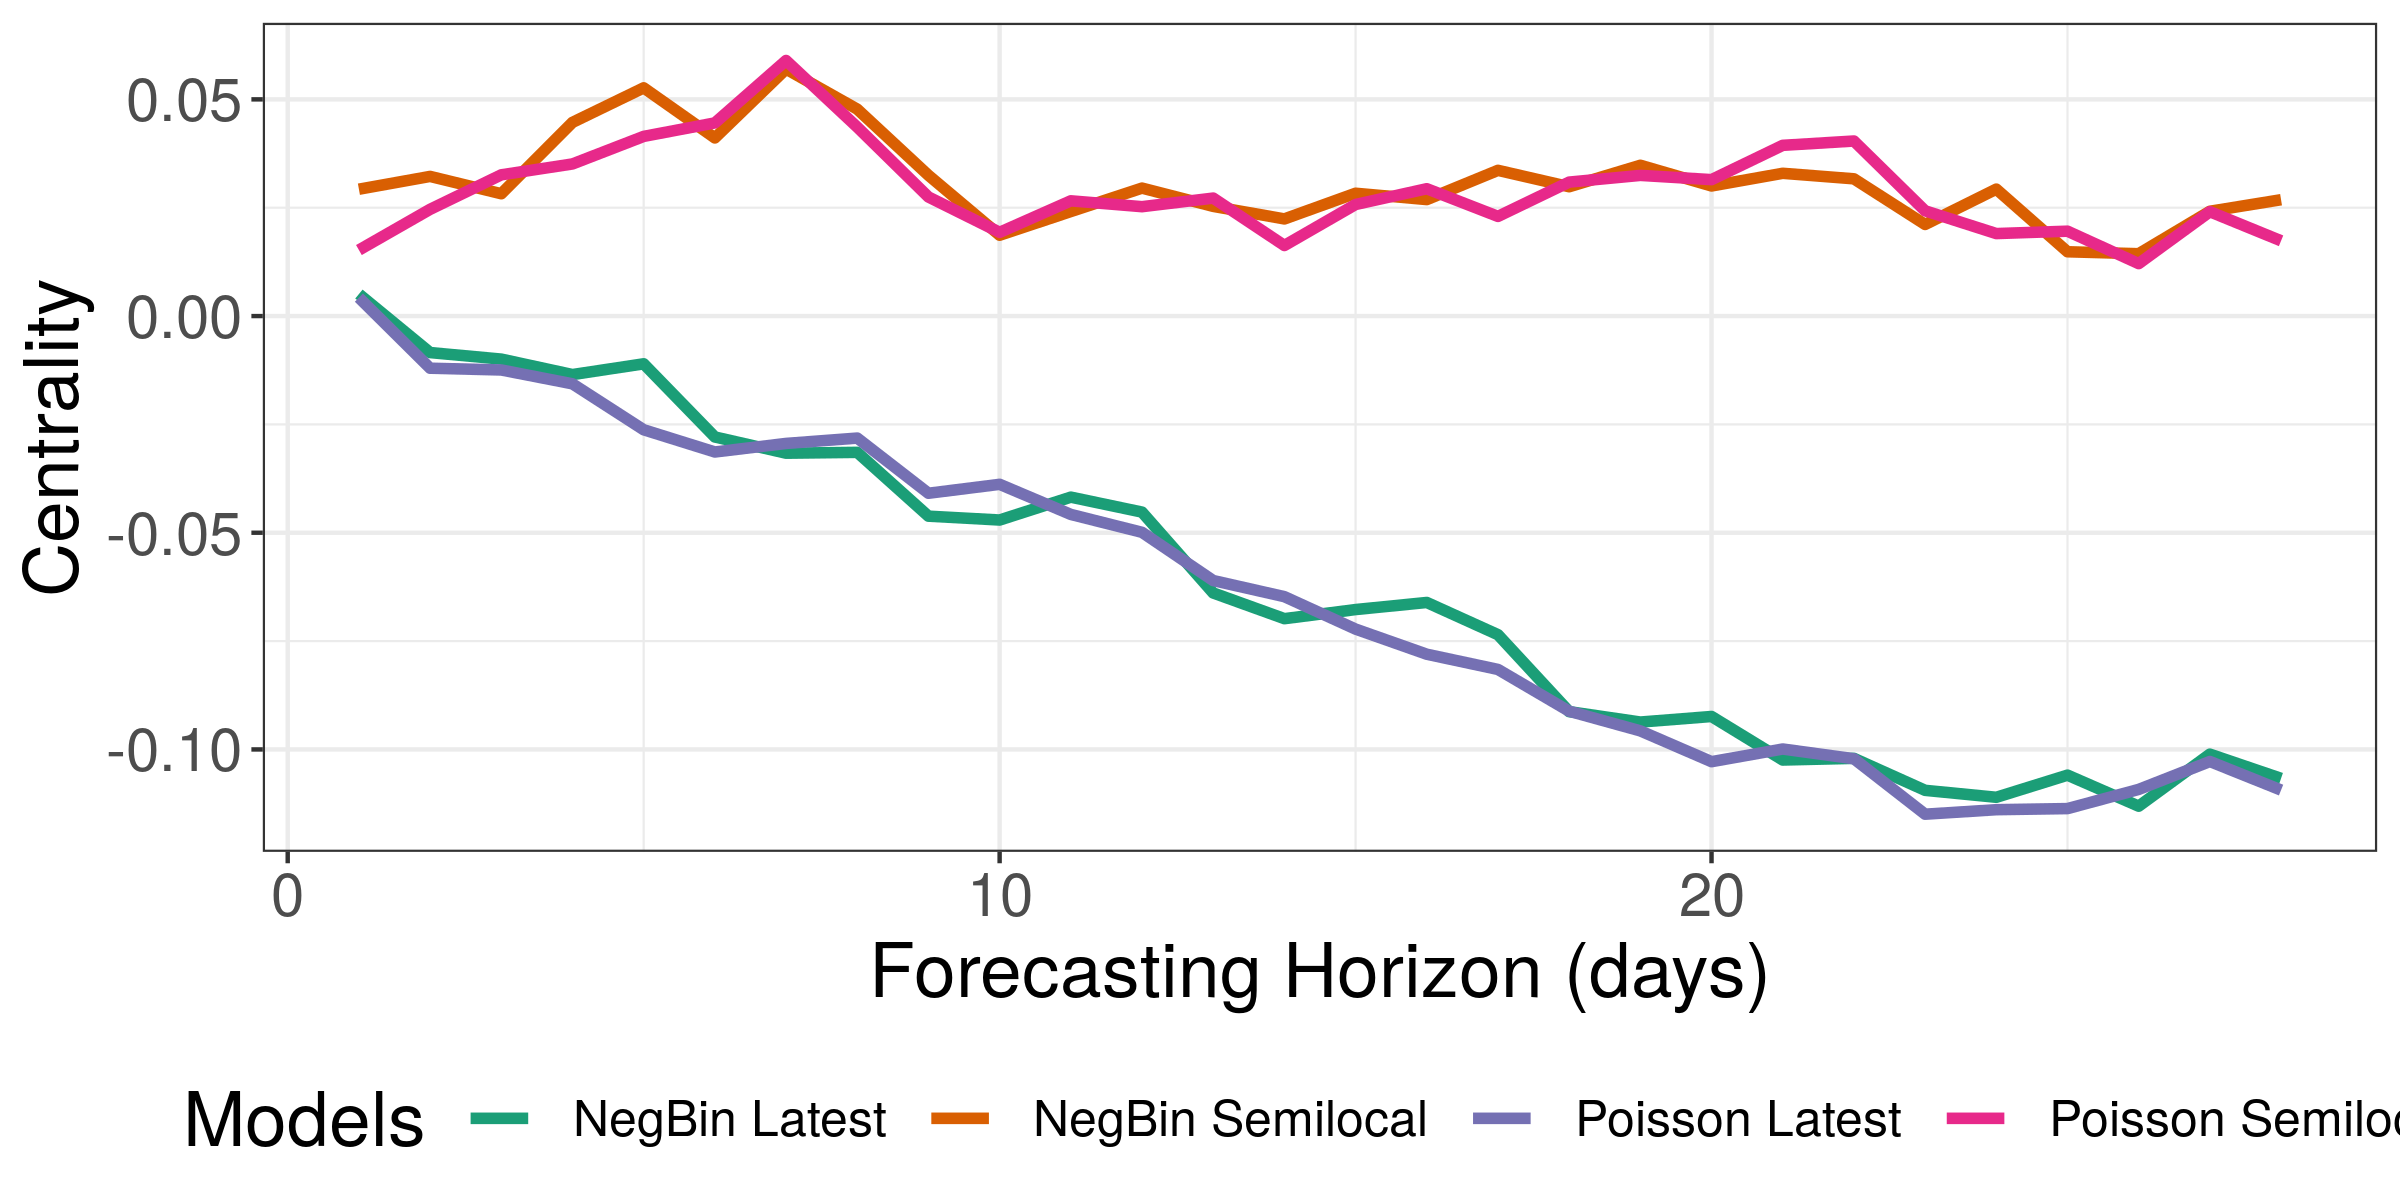 Centrality
0.05
0.00
-0.05
-0.10
0 10 20
Forecasting Horizon (days)
Models NegBin Latest NegBin Semilocal Poisson Latest Poisson